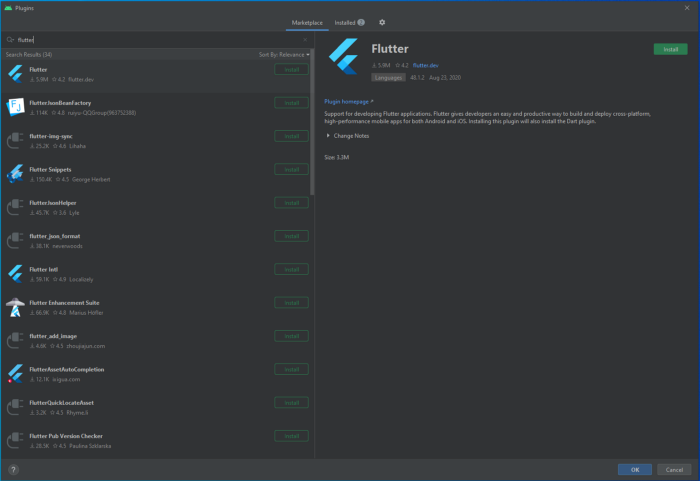 Plugins
Marketplace
Installed 2
flutter
Search Results (34)
Sort By: Relevance
Flutter
5.9M 4.2 flutter.dev
Install
FlutterJsonBeanFactory
114K 4.8 ruiyu-QQGroup(963752388)
Install
flutter-img-sync
25.2K 4.6 Lihaha
Install
Flutter Snippets
130.4K 4.5 George Herbert
Install
FlutterJsonHelper
45.7K 3.6 Lyle
Install
flutter_json_format
38.1K neverwoods
Install
Flutter Intl
59.1K 4.9 Localizely
Install
Flutter Enhancement Suite
66.9K 4.8 Marius Höfler
Install
flutter_add_image
4.6K 4.5 shoujiajun.com
Install
FlutterAssetAutoCompletion
12.1K ixigua.com
Install
FlutterQuickLocateAsset
3.2K 4.5 Rhyme.li
Install
Flutter Pub Version Checker
28.3K 4.5 Paulina Szklarska
Install
Flutter
Install
5.9M 4.2 flutter.dev
Languages 48.1.2 Aug 23, 2020
Plugin homepage
Support for developing Flutter applications. Flutter gives developers an easy and productive way to build and deploy cross-platform,
high-performance mobile apps for both Android and iOS. Installing this plugin will also install the Dart plugin.
Change Notes
Size: 3.3M
?
OK
Cancel